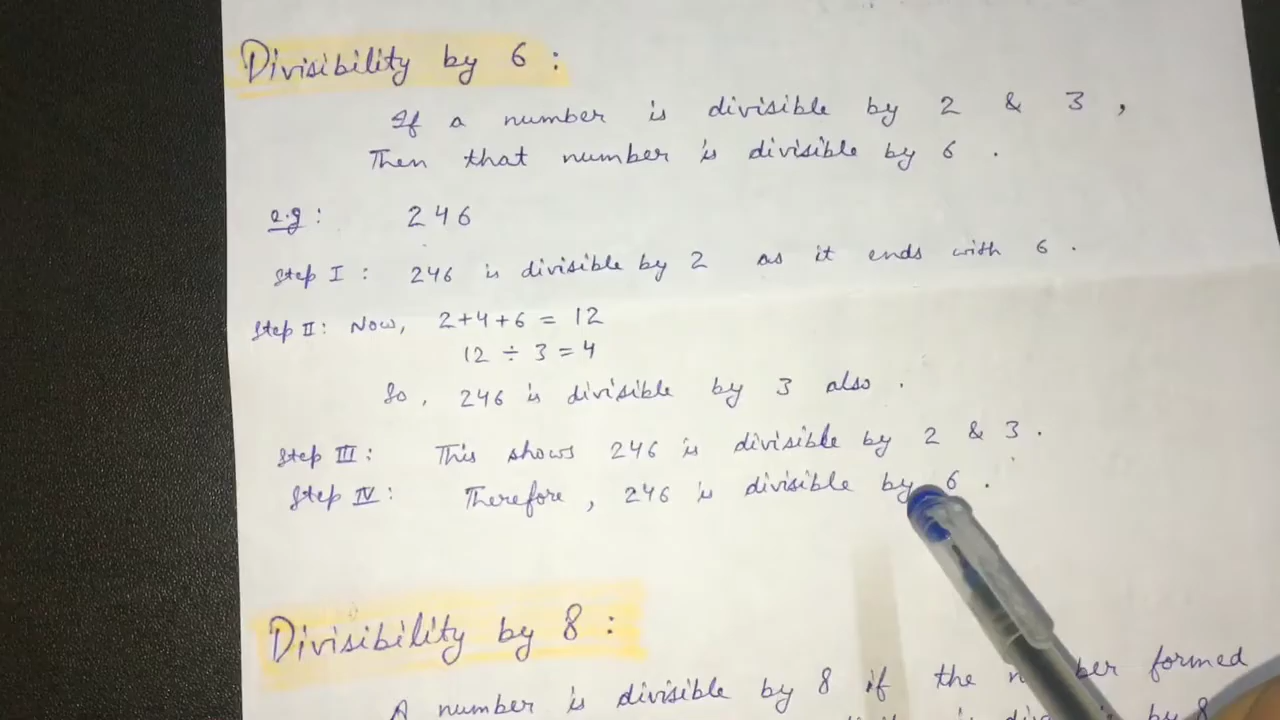 Divisibility by 6 :
If a number is divisible by 2 & 3 ,
Then that number is divisible by 6 .
e.g : 246
Step I : 246 is divisible by 2 as it ends with 6 .
Step II : Now, 2+4+6 = 12
12 ÷ 3 = 4
So, 246 is divisible by 3 also .
Step III : This shows 246 is divisible by 2 & 3 .
Step IV : Therefore , 246 is divisible by 6 .
Divisibility by 8 :
A number is divisible by 8 if the formed
by 8